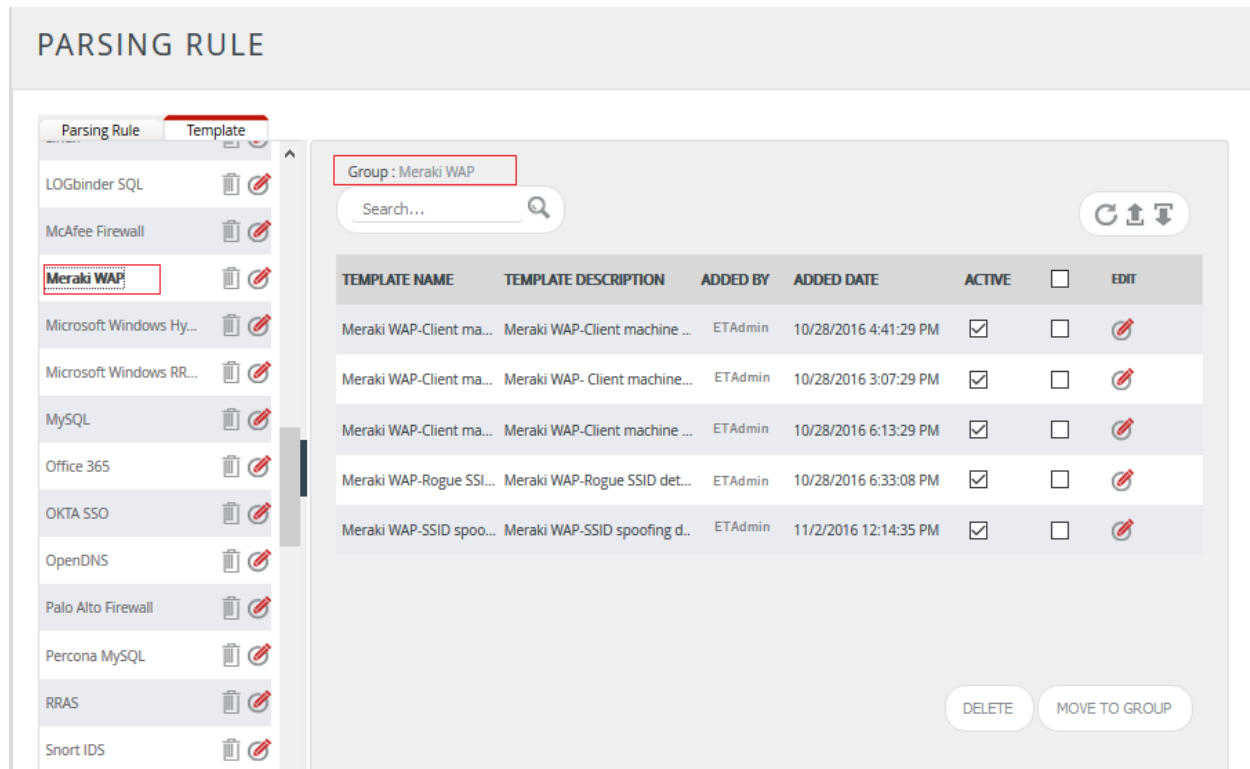 PARSING RULE
Parsing Rule
Template
LOGbinder SQL
McAfee Firewall
Meraki WAP
Microsoft Windows Hy...
Microsoft Windows RR...
MySQL
Office 365
OKTA SSO
OpenDNS
Palo Alto Firewall
Percona MySQL
RRAS
Snort IDS
Group : Meraki WAP
Search...
TEMPLATE NAME TEMPLATE DESCRIPTION ADDED BY ADDED DATE ACTIVE EDIT
Meraki WAP-Client ma... Meraki WAP-Client machine ... ETAdmin 10/28/2016 4:41:29 PM
Meraki WAP-Client ma... Meraki WAP- Client machine... ETAdmin 10/28/2016 3:07:29 PM
Meraki WAP-Client ma... Meraki WAP-Client machine ... ETAdmin 10/28/2016 6:13:29 PM
Meraki WAP-Rogue SSI... Meraki WAP-Rogue SSID det... ETAdmin 10/28/2016 6:33:08 PM
Meraki WAP-SSID spoo... Meraki WAP-SSID spoofing d.. ETAdmin 11/2/2016 12:14:35 PM
DELETE
MOVE TO GROUP